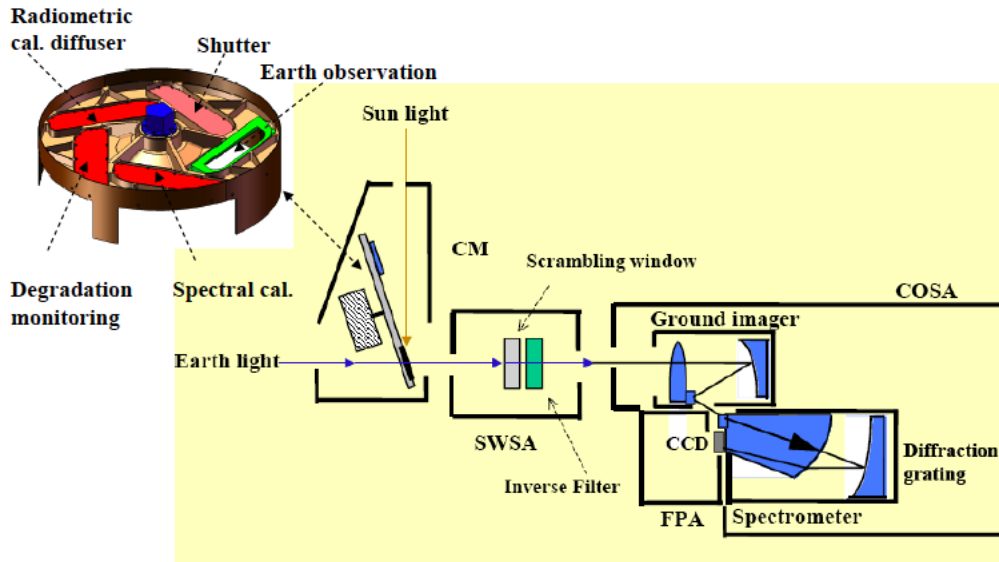 Radiometric
cal. diffuser
Shutter
Earth observation
Sun light
CM
Scrambling window
COSA
Degradation
monitoring
Spectral cal.
Ground imager
Earth light
SWSA
CCD
Diffraction
grating
Inverse Filter
FPA
Spectrometer